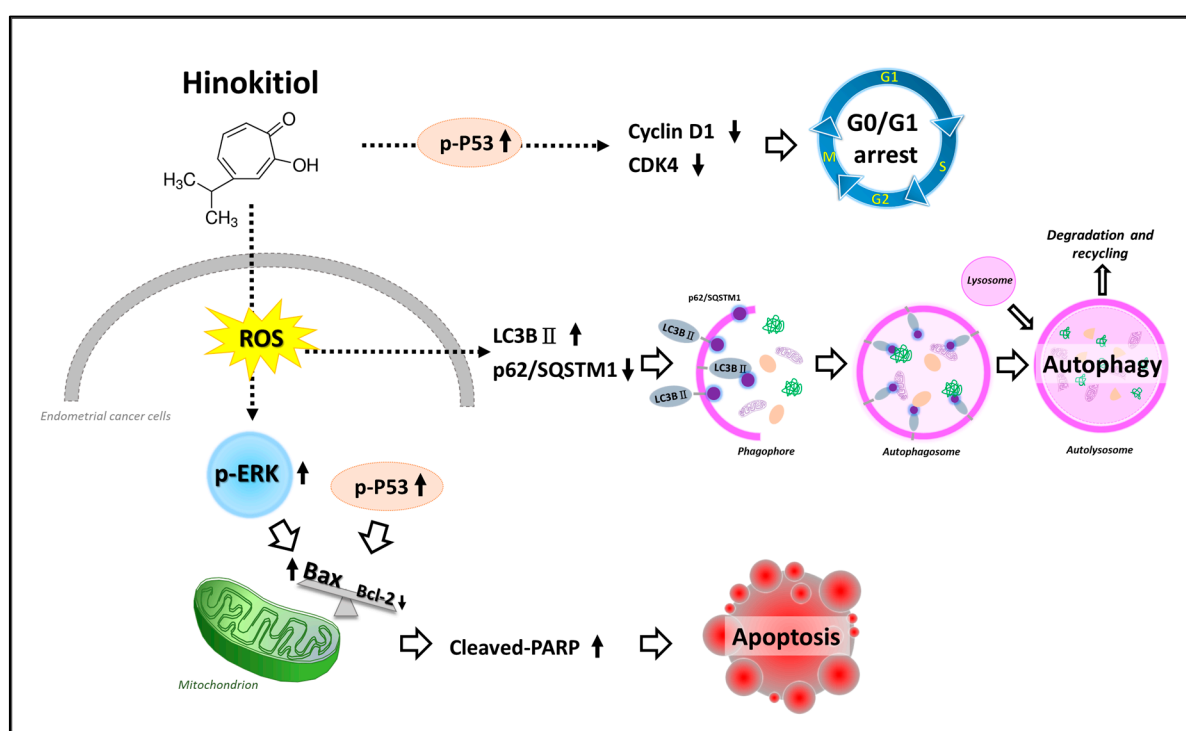 Hinokitiol
O
OH
H₃C
CH₃
p-P53
Cyclin D1
CDK4
G1
S
G2
M
G0/G1
arrest
Endometrial cancer cells
ROS
LC3B Ⅱ
p62/SQSTM1
p62/SQSTM1
LC3B Ⅱ
LC3B Ⅱ
LC3B Ⅱ
Phagophore
Autophagosome
Lysosome
Degradation and
recycling
Autophagy
Autolysosome
p-ERK
p-P53
Bax
Bcl-2
Mitochondrion
Cleaved-PARP
Apoptosis